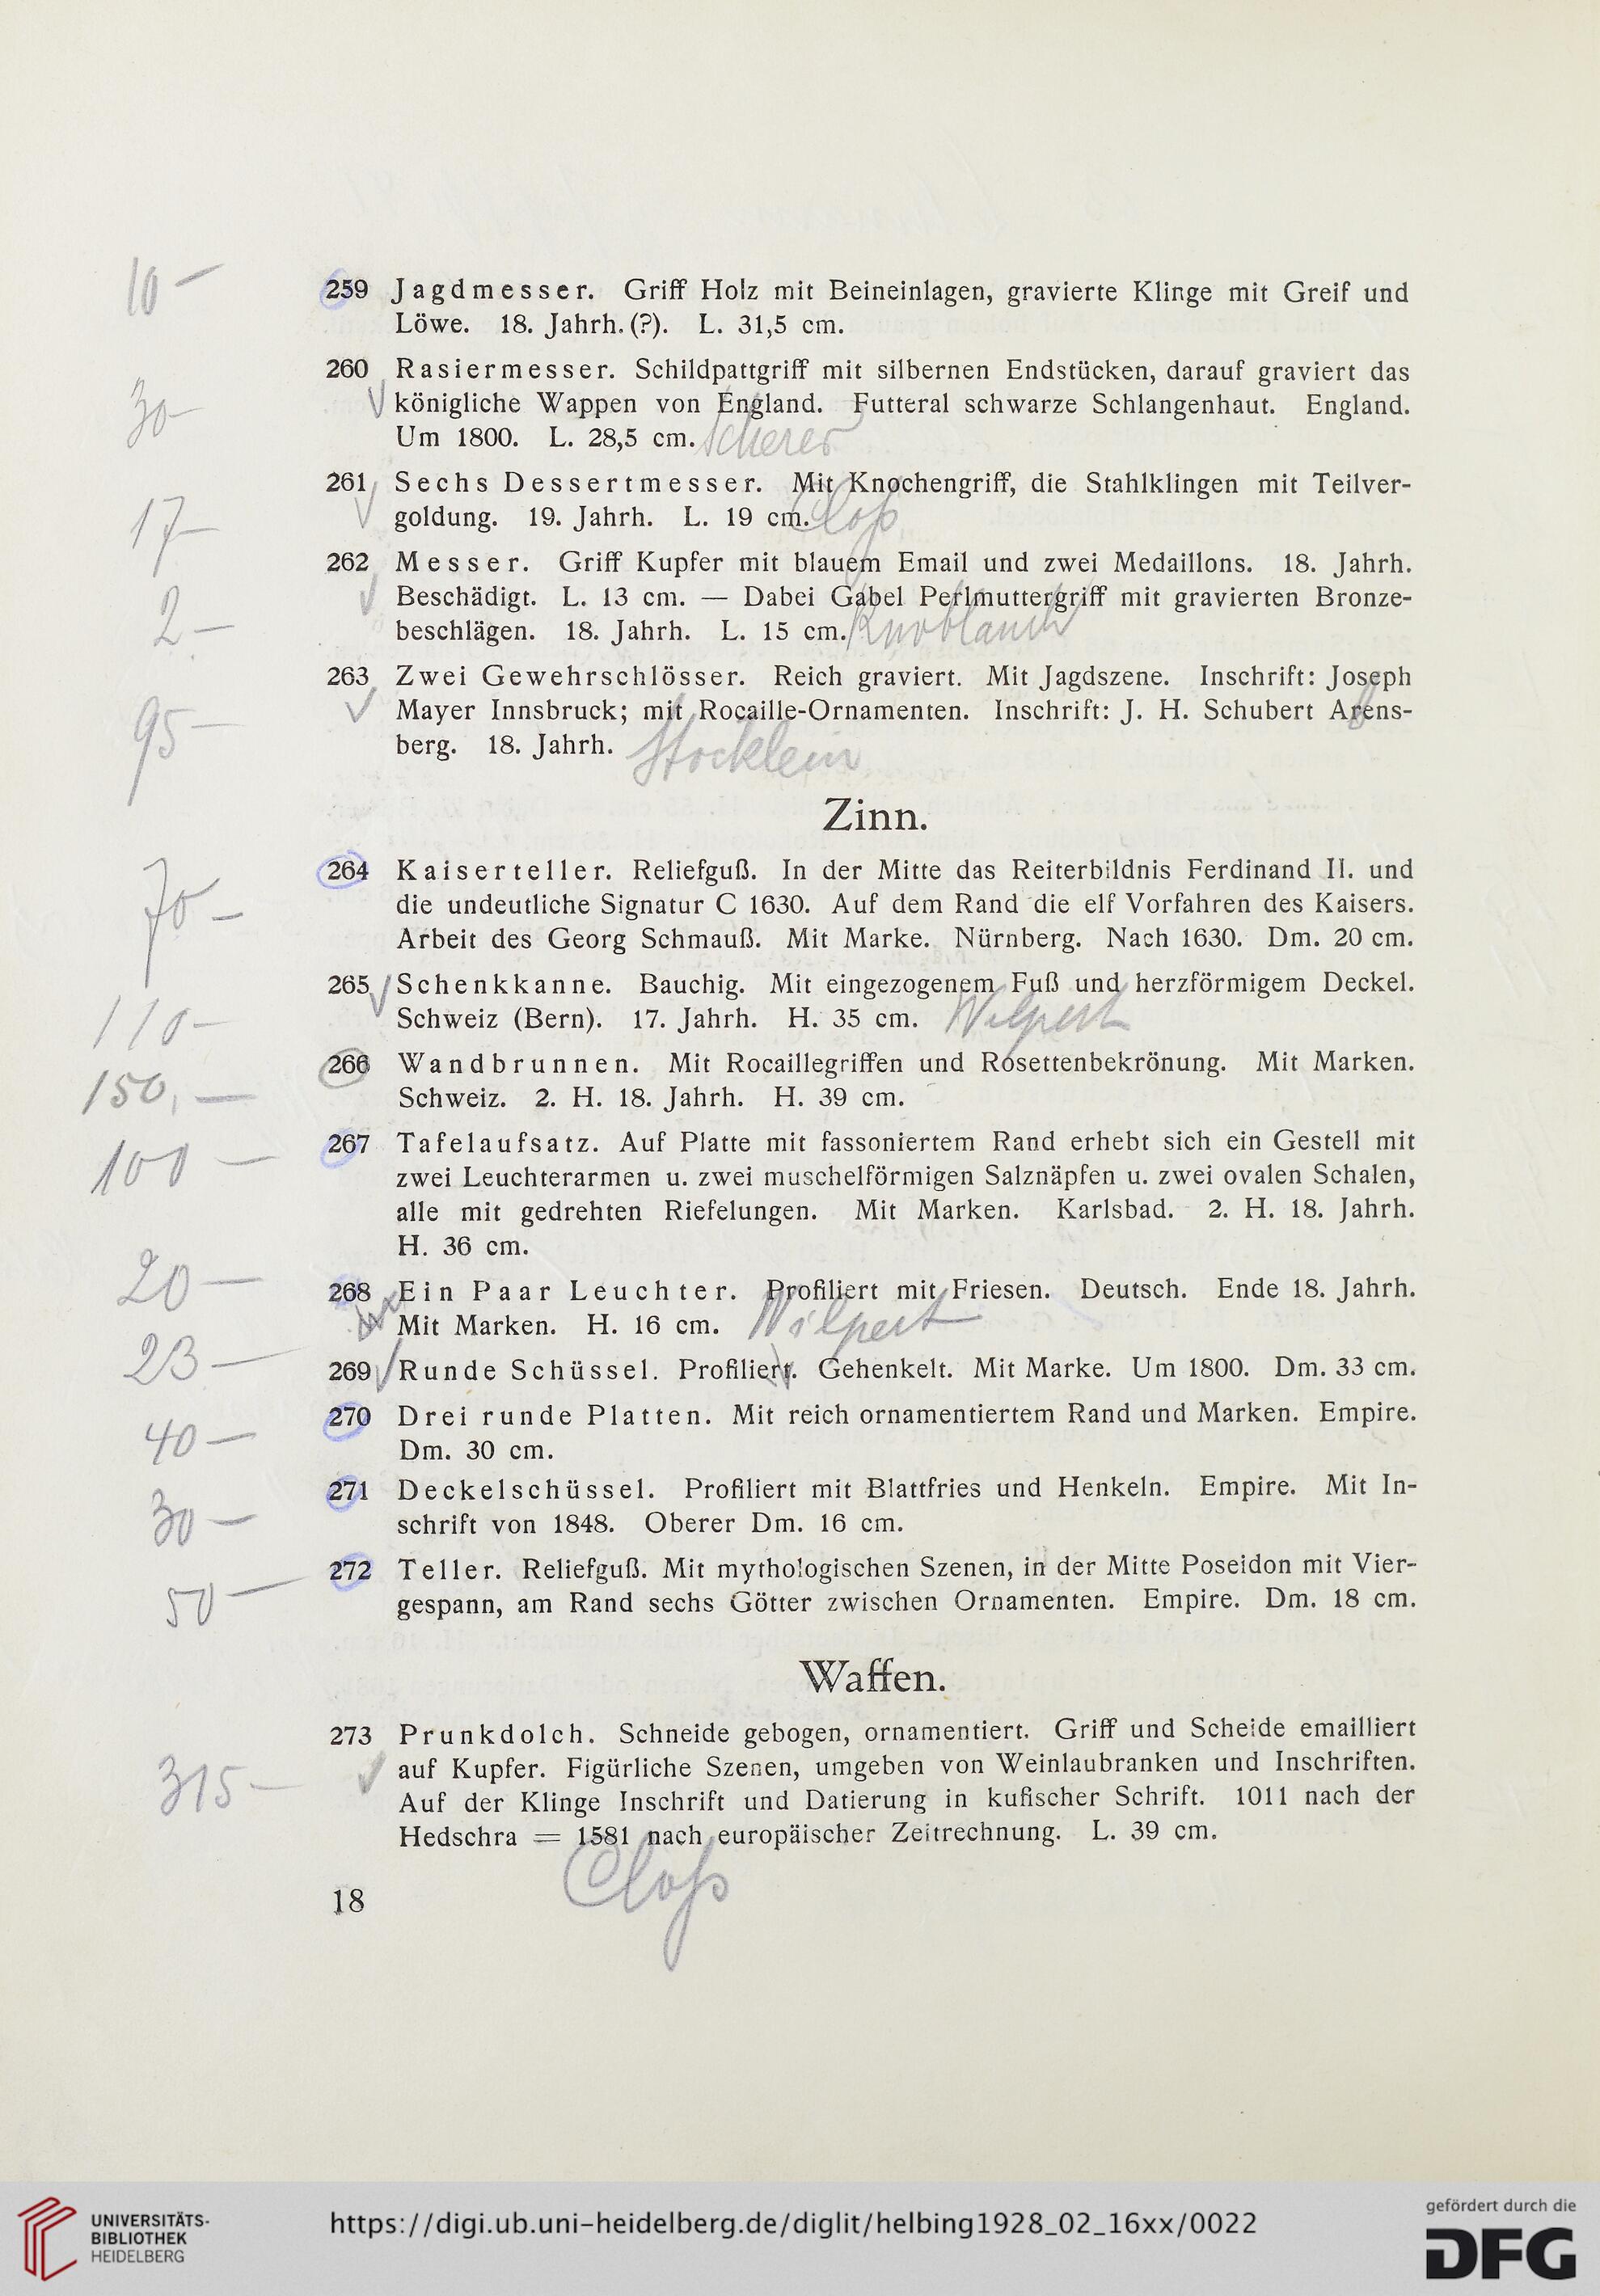 10 –
259 Jagdmesser. Griff Holz mit Beineinlagen, gravierte Klinge mit Greif und
Löwe. 18. Jahrh. (?). L. 31,5 cm.
260 Rasiermesser. Schildpattgriff mit silbernen Endstücken, darauf graviert das
30 – königliche Wappen von England. Futteral schwarze Schlangenhaut. England.
Um 1800. L. 28,5 cm. Scherer
261 Sechs Dessertmesser. Mit Knochengriff, die Stahlklingen mit Teilver-
17 – goldung. 19. Jahrh. L. 19 cm. Cloß
262 Messer. Griff Kupfer mit blauem Email und zwei Medaillons. 18. Jahrh.
2 – Beschädigt. L. 13 cm. — Dabei Gabel Perlmuttergriff mit gravierten Bronze-
beschlägen. 18. Jahrh. L. 15 cm. Knoblauch
263 Zwei Gewehrschlösser. Reich graviert. Mit Jagdszene. Inschrift: Joseph
95 – Mayer Innsbruck; mit Rocaille-Ornamenten. Inschrift: J. H. Schubert Arens-
berg. 18. Jahrh. Stocklein
Zinn.
264 Kaiserteller. Reliefguß. In der Mitte das Reiterbildnis Ferdinand II. und
70 – die undeutliche Signatur C 1630. Auf dem Rand die elf Vorfahren des Kaisers.
Arbeit des Georg Schmauß. Mit Marke. Nürnberg. Nach 1630. Dm. 20 cm.
265 Schenkkanne. Bauchig. Mit eingezogenem Fuß und herzförmigem Deckel.
110 – Schweiz (Bern). 17. Jahrh. H. 35 cm. Wilpert
266 Wandbrunnen. Mit Rocaillegriffen und Rosettenbekrönung. Mit Marken.
150, – Schweiz. 2. H. 18. Jahrh. H. 39 cm.
267 Tafelaufsatz. Auf Platte mit fassoniertem Rand erhebt sich ein Gestell mit
100 – zwei Leuchterarmen u. zwei muschelförmigen Salznäpfen u. zwei ovalen Schalen,
alle mit gedrehten Riefelungen. Mit Marken. Karlsbad. 2. H. 18. Jahrh.
H. 36 cm.
20 – 268 Ein Paar Leuchter. Profiliert mit Friesen. Deutsch. Ende 18. Jahrh.
Mit Marken. H. 16 cm. Wilpert
23 – 269 Runde Schüssel. Profiliert. Gehenkelt. Mit Marke. Um 1800. Dm. 33 cm.
40 – 270 Drei runde Platten. Mit reich ornamentiertem Rand und Marken. Empire.
Dm. 30 cm.
271 Deckelschüssel. Profiliert mit Blattfries und Henkeln. Empire. Mit In-
30 – schrift von 1848. Oberer Dm. 16 cm.
272 Teller. Reliefguß. Mit mythologischen Szenen, in der Mitte Poseidon mit Vier-
50 – gespann, am Rand sechs Götter zwischen Ornamenten. Empire. Dm. 18 cm.
Waffen.
273 Prunkdolch. Schneide gebogen, ornamentiert. Griff und Scheide emailliert
315 – auf Kupfer. Figürliche Szenen, umgeben von Weinlaubranken und Inschriften.
Auf der Klinge Inschrift und Datierung in kufischer Schrift. 1011 nach der
Hedschra = 1581 nach europäischer Zeitrechnung. L. 39 cm.
Cloß
18
UNIVERSITÄTS-
BIBLIOTHEK
HEIDELBERG
https://digi.ub.uni-heidelberg.de/diglit/helbing1928_02_16xx/0022
gefördert durch die
DFG